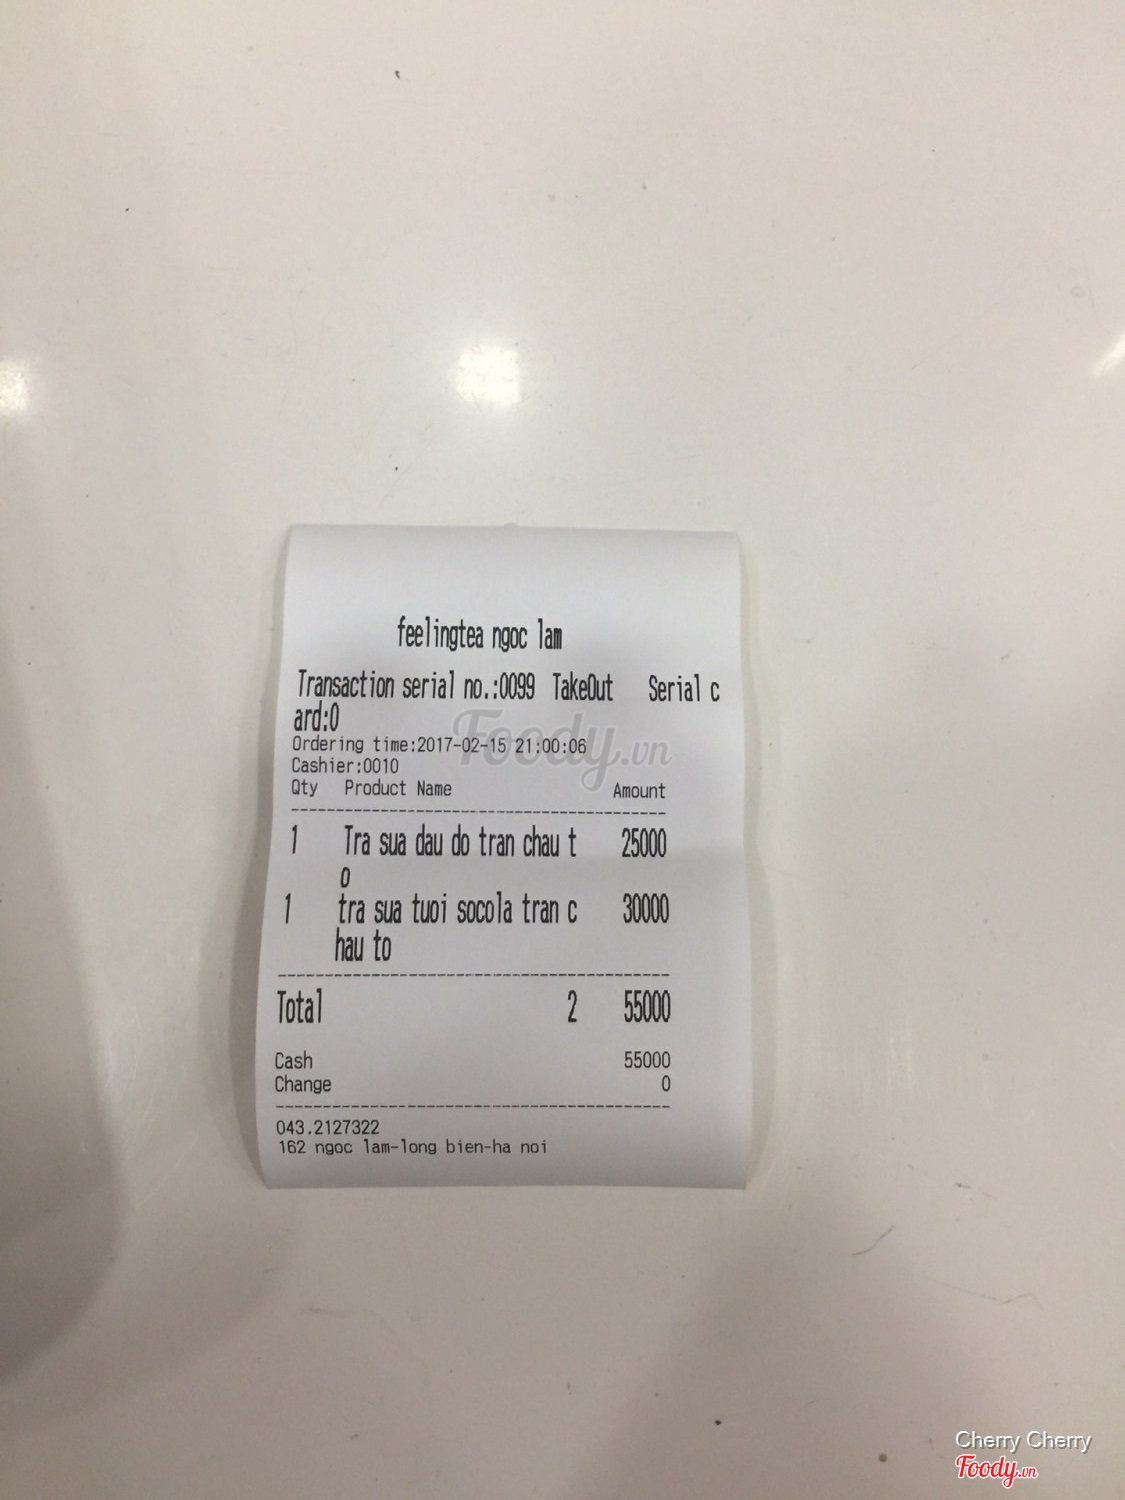 feelingtea ngoc lam
Transaction serial no.:0099 TakeOut Serial c
ard:0
Ordering time:2017-02-15 21:00:06
Cashier:0010
Qty Product Name Amount
1 Tra sua dau do tran chau t 25000
o
1 tra sua tuoi socola tran c 30000
hau to
Total 2 55000
Cash 55000
Change 0
043.2127322
162 ngoc lam-long bien-ha noi
Foody.vn
Cherry Cherry
Foody.vn